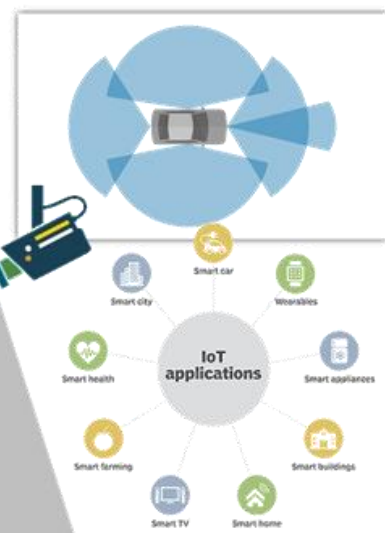 Smart car
Smart city
Wearables
IoT
applications
Smart health
Smart appliances
Smart farming
Smart buildings
Smart TV
Smart home